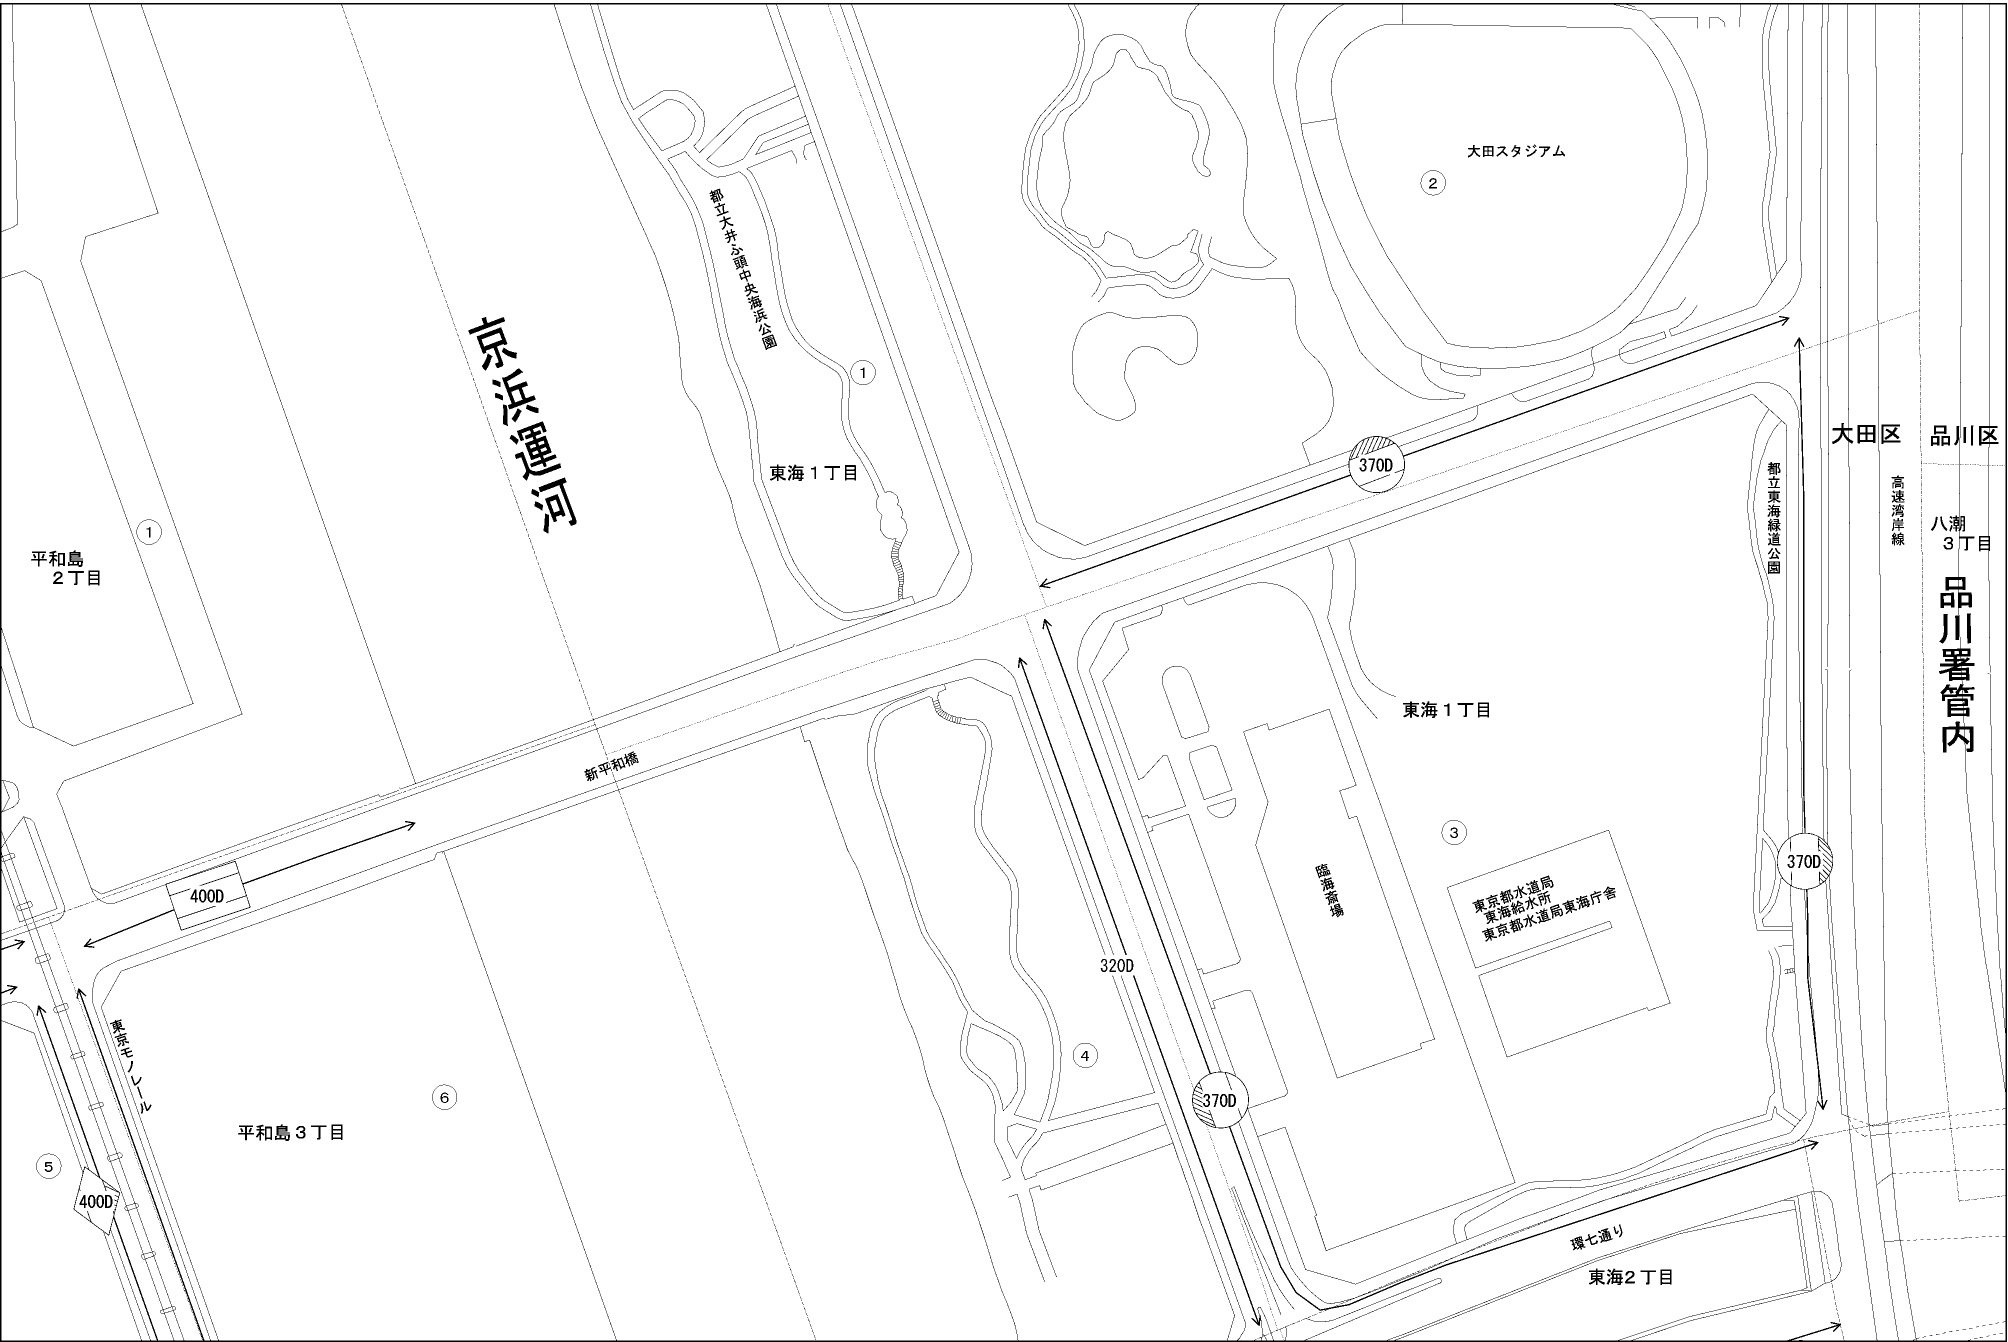 大田スタジアム
②
都立大井ふ頭中央海浜公園
京浜運河
①
370D
大田区
品川区
東海１丁目
都立東海緑道公園
高速湾岸線
八潮
３丁目
①
平和島
２丁目
品川署管内
東海１丁目
新平和橋
③
370D
臨海斎場
400D
東京都水道局
東海給水所
東京都水道局東海庁舎
320D
東京モノレール
④
⑥
370D
平和島３丁目
⑤
400D
環七通り
東海２丁目